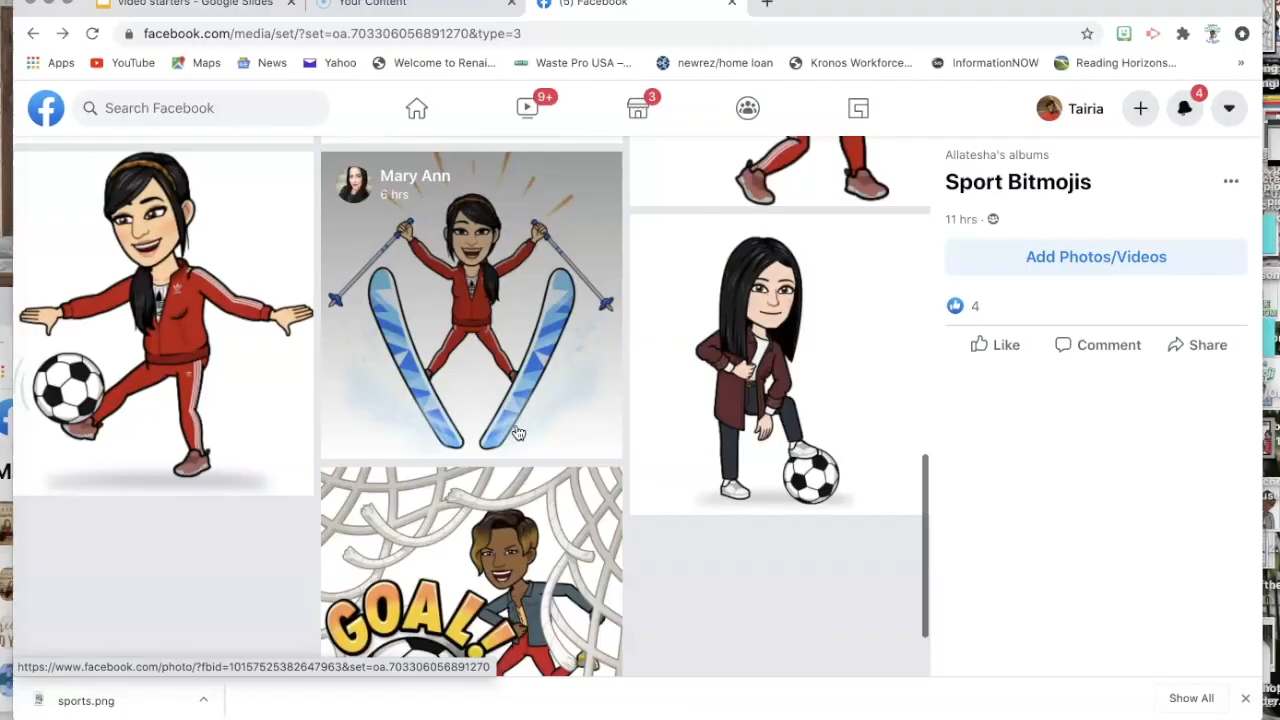 video starters - Google Slides
Your Content
(5) Facebook
facebook.com/media/set/?set=oa.703306056891270&type=3
Apps
YouTube
Maps
News
Yahoo
Welcome to Renai...
Waste Pro USA –...
newrez/home loan
Kronos Workforce...
InformationNOW
Reading Horizons...
»
Search Facebook
9+
3
Tairia
4
Mary Ann
6 hrs
Allatesha's albums
Sport Bitmojis
11 hrs ·
Add Photos/Videos
4
Like
Comment
Share
GOAL!
https://www.facebook.com/photo/?fbid=10157525382647963&set=oa.703306056891270
sports.png
Show All